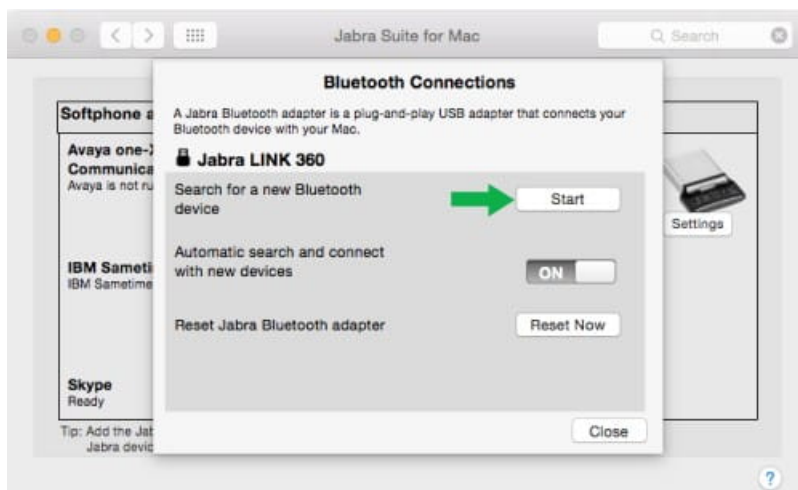 Jabra Suite for Mac
Search
Bluetooth Connections
A Jabra Bluetooth adapter is a plug-and-play USB adapter that connects your
Bluetooth device with your Mac.
Jabra LINK 360
Search for a new Bluetooth
device
Start
Automatic search and connect
with new devices
ON
Reset Jabra Bluetooth adapter
Reset Now
Close
Softphone a
Avaya one-
Communica
Avaya is not ru
IBM Sameti
IBM Sametime
Skype
Ready
Settings
Tip: Add the Jab
Jabra devic
?